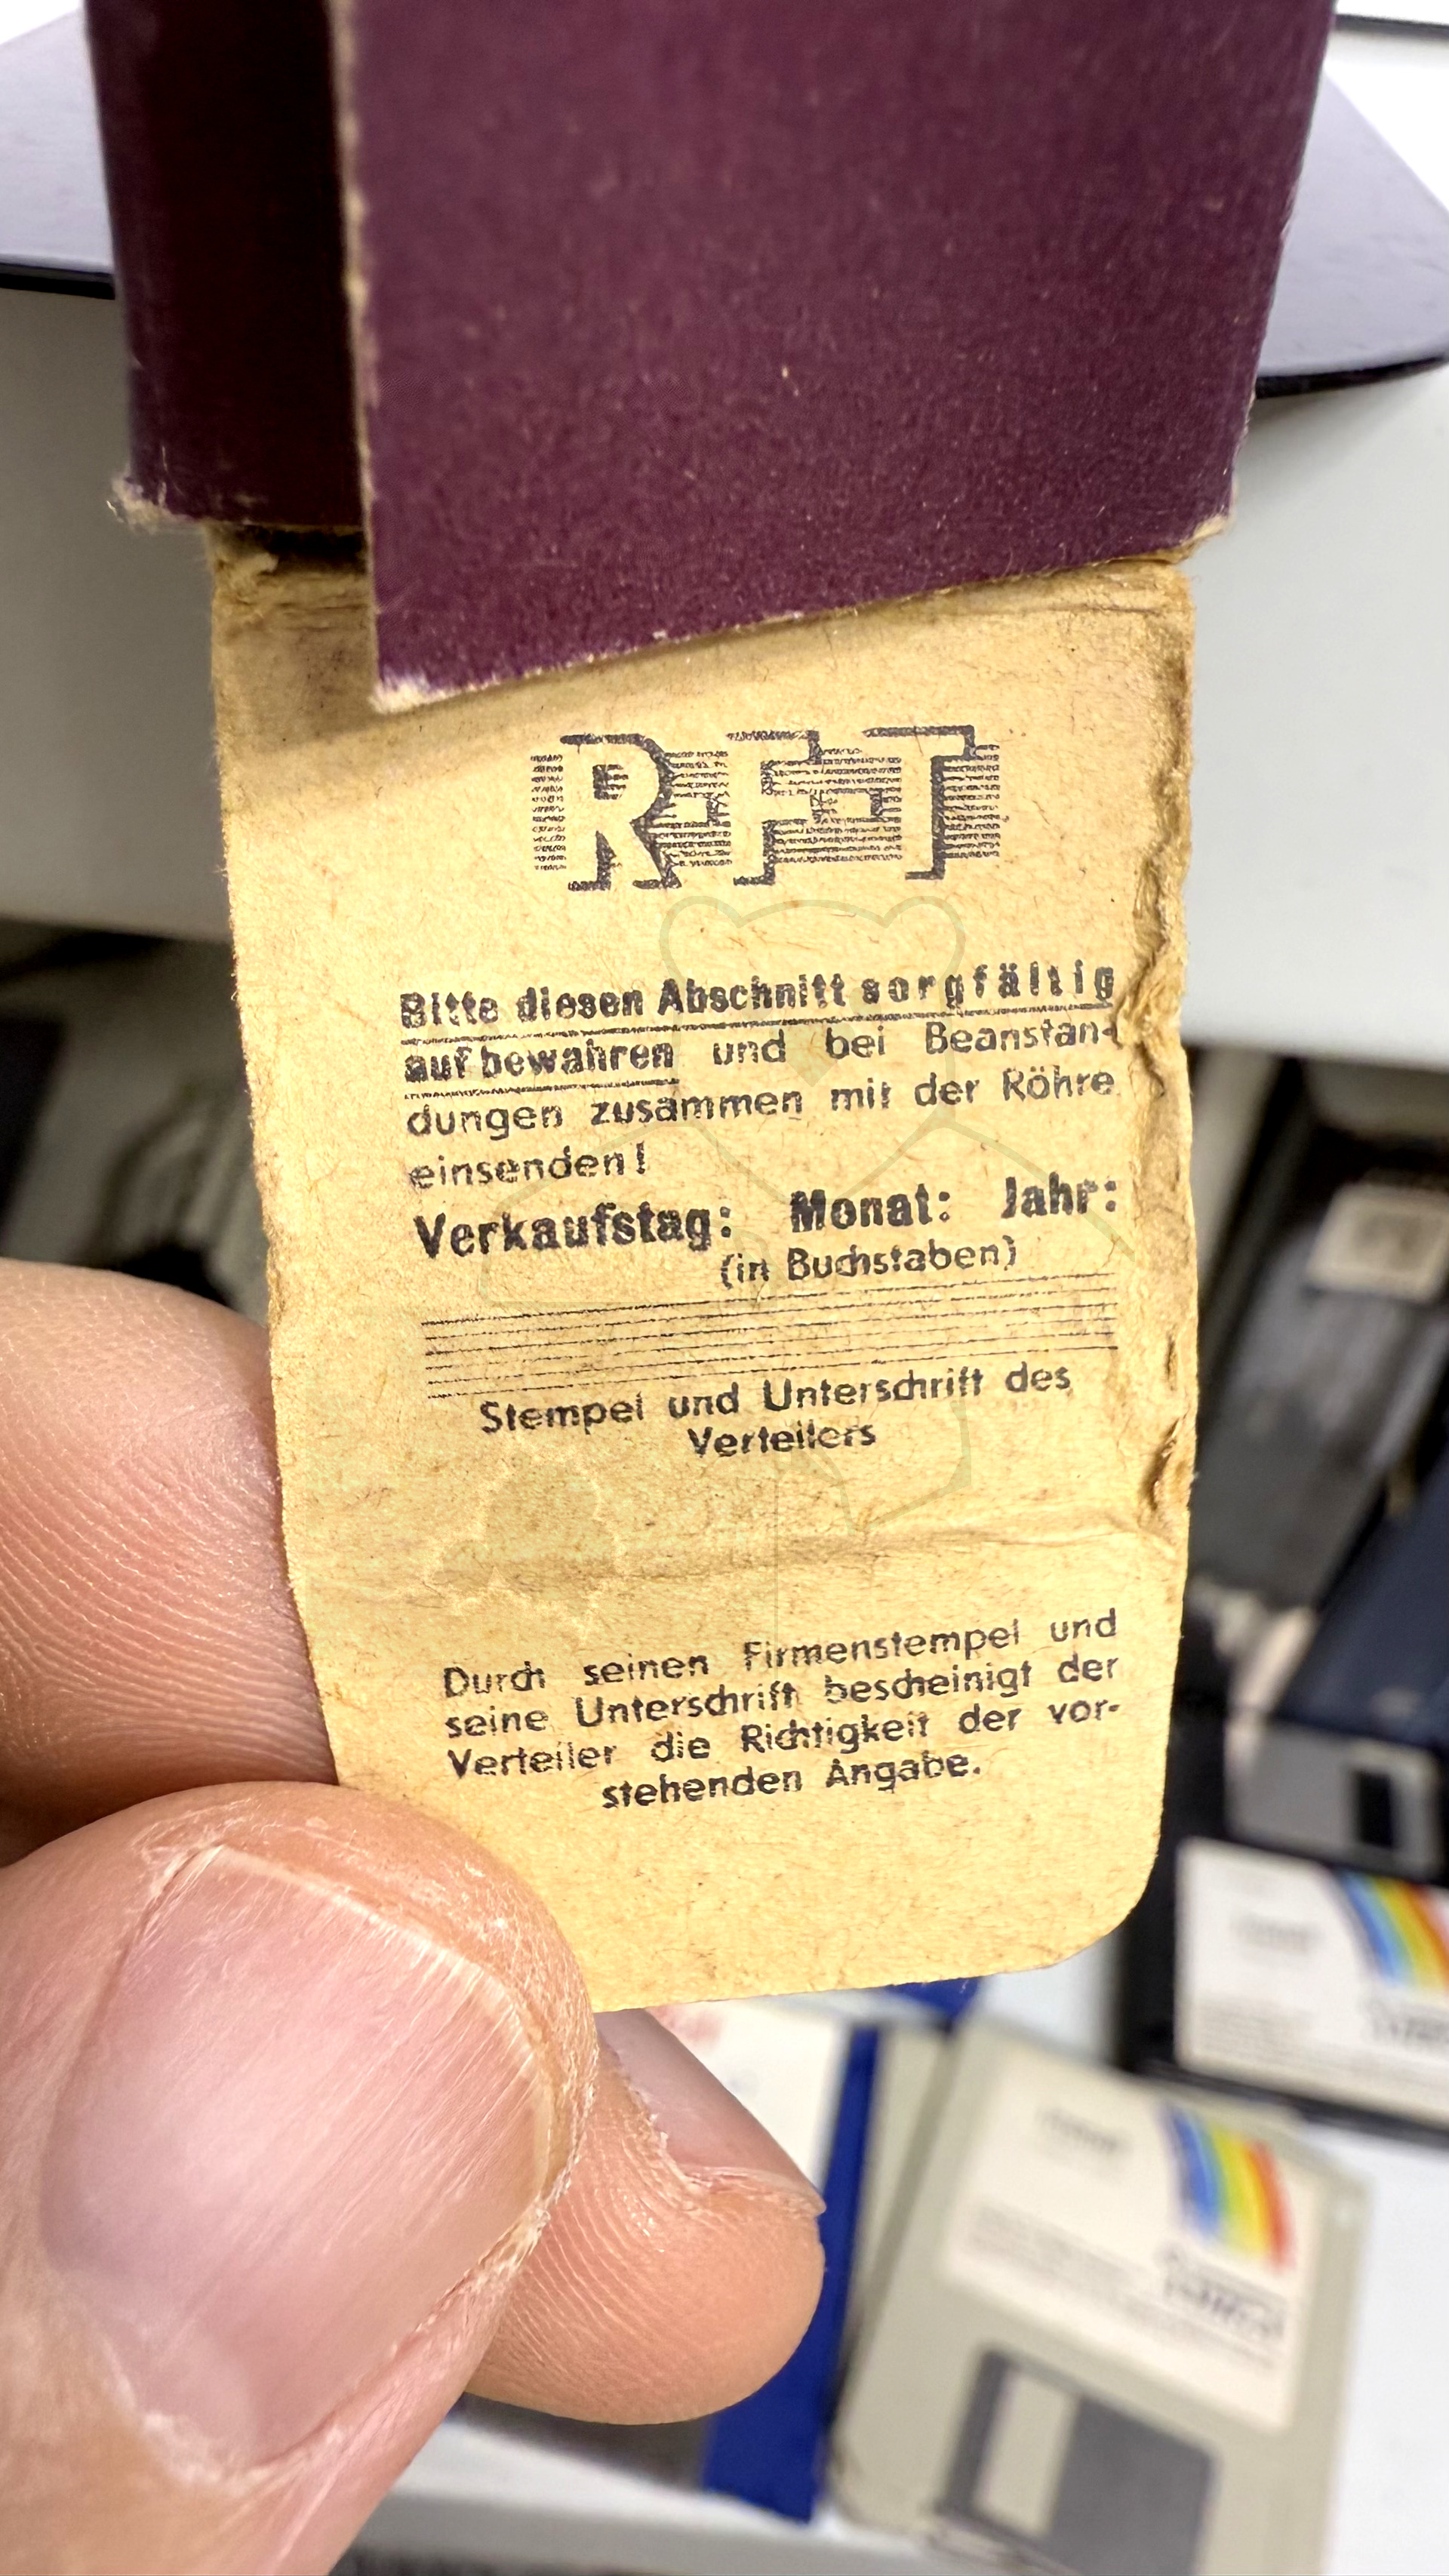 RFT
Bitte diesen Abschnitt sorgfältig
aufbewahren und bei Beanstan-
dungen zusammen mit der Röhre
einsenden!
Verkaufstag: Monat: Jahr:
(in Buchstaben)
Stempel und Unterschrift des
Verteilers
Durch seinen Firmenstempel und
seine Unterschrift bescheinigt der
Verteiler die Richtigkeit der vor-
stehenden Angabe.